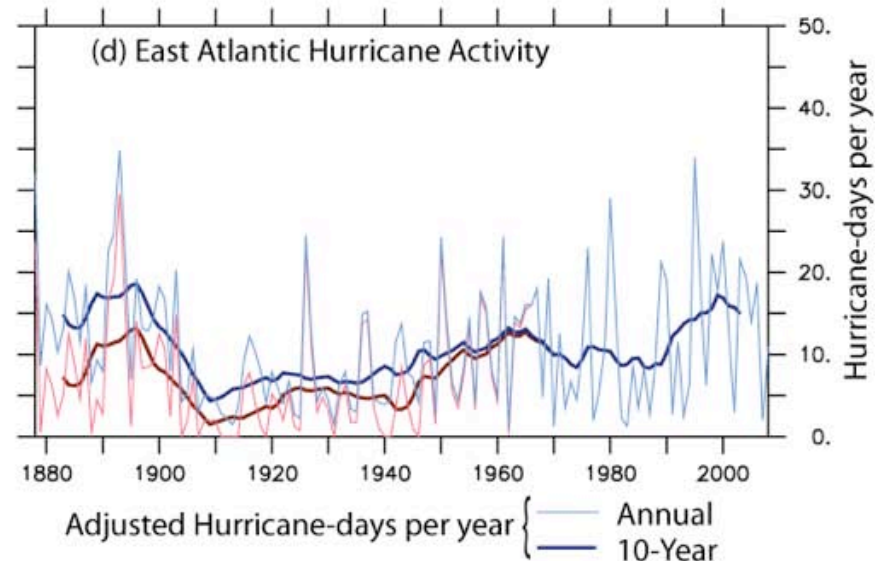 50.
(d) East Atlantic Hurricane Activity
40.
30.
20.
10.
0.
Hurricane-days per year
1880 1900 1920 1940 1960 1980 2000
Adjusted Hurricane-days per year { Annual
10-Year